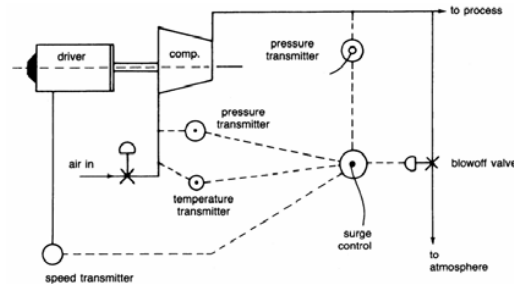 to process
driver
comp.
pressure
transmitter
pressure
transmitter
air in
blowoff valve
temperature
transmitter
surge
control
to
atmosphere
speed transmitter